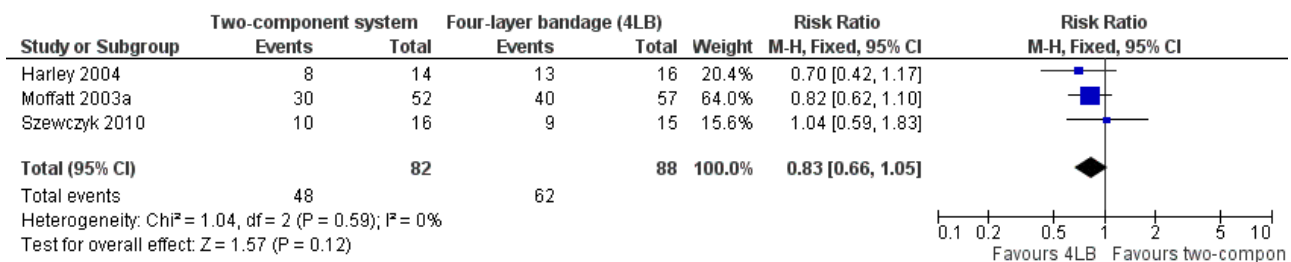 Two-component system Four-layer bandage (4LB) Risk Ratio Risk Ratio
Study or Subgroup Events Total Events Total Weight M-H, Fixed, 95% CI M-H, Fixed, 95% CI
Harley 2004 8 14 13 16 20.4% 0.70 [0.42, 1.17]
Moffatt 2003a 30 52 40 57 64.0% 0.82 [0.62, 1.10]
Szewczyk 2010 10 16 9 15 15.6% 1.04 [0.59, 1.83]
Total (95% CI) 82 88 100.0% 0.83 [0.66, 1.05]
Total events 48 62
Heterogeneity: Chi² = 1.04, df = 2 (P = 0.59); I² = 0%
Test for overall effect: Z = 1.57 (P = 0.12)
0.1 0.2 0.5 1 2 5 10
Favours 4LB Favours two-compon